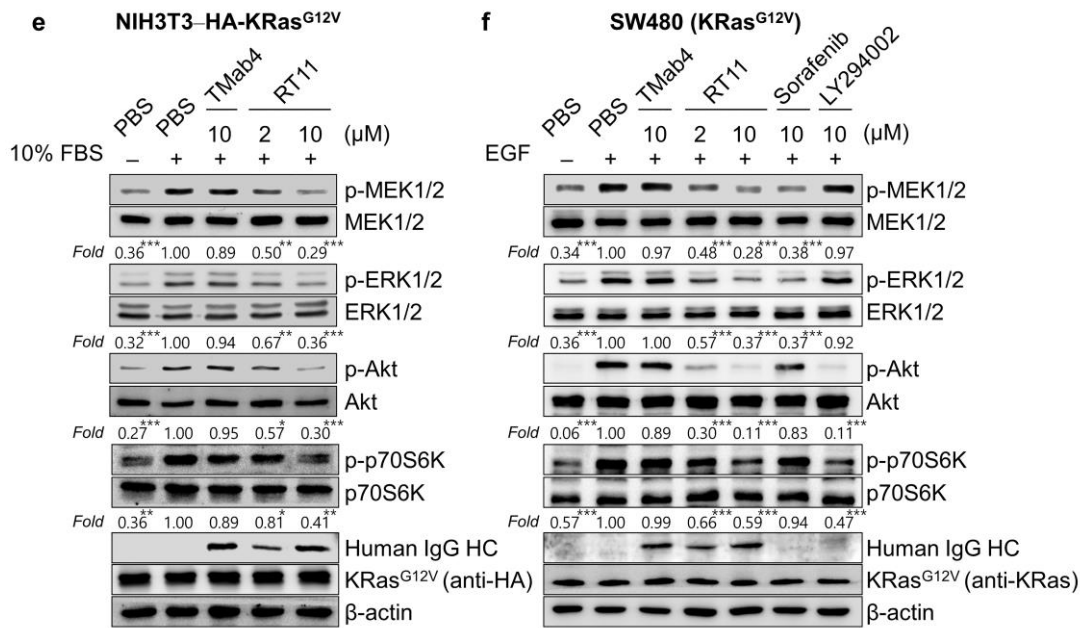 e NIH3T3–HA-KRasG12V
PBS PBS TMab4 RT11
10 2 10 (μM)
10% FBS – + + + +
p-MEK1/2
MEK1/2
Fold 0.36*** 1.00 0.89 0.50** 0.29***
p-ERK1/2
ERK1/2
Fold 0.32*** 1.00 0.94 0.67** 0.36***
p-Akt
Akt
Fold 0.27*** 1.00 0.95 0.57* 0.30***
p-p70S6K
p70S6K
Fold 0.36** 1.00 0.89 0.81* 0.41**
Human IgG HC
KRasG12V (anti-HA)
β-actin
f SW480 (KRasG12V)
PBS PBS TMab4 RT11 Sorafenib LY294002
10 2 10 10 10 (μM)
EGF – + + + + + +
p-MEK1/2
MEK1/2
Fold 0.34*** 1.00 0.97 0.48*** 0.28*** 0.38*** 0.97
p-ERK1/2
ERK1/2
Fold 0.36*** 1.00 1.00 0.57*** 0.37*** 0.37*** 0.92
p-Akt
Akt
Fold 0.06*** 1.00 0.89 0.30*** 0.11*** 0.83 0.11***
p-p70S6K
p70S6K
Fold 0.57*** 1.00 0.99 0.66*** 0.59*** 0.94 0.47***
Human IgG HC
KRasG12V (anti-KRas)
β-actin